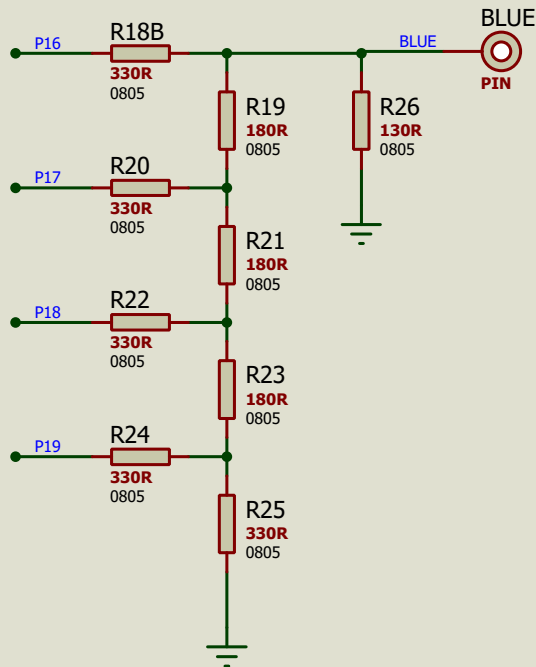 BLUE
R18B
P16
BLUE
330R
0805
PIN
R19
180R
0805
R26
130R
0805
R20
P17
330R
0805
R21
180R
0805
R22
P18
330R
0805
R23
180R
0805
R24
P19
330R
0805
R25
330R
0805